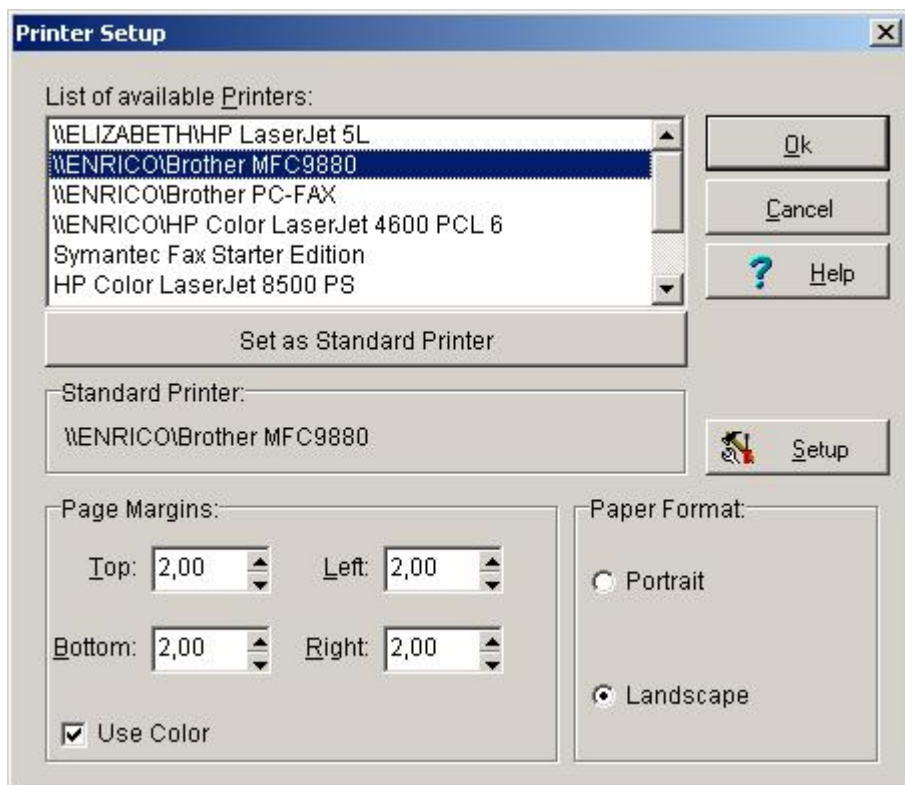 Printer Setup
List of available Printers:
\\ELIZABETH\HP LaserJet 5L
\\ENRICO\Brother MFC9880
\\ENRICO\Brother PC-FAX
\\ENRICO\HP Color LaserJet 4600 PCL 6
Symantec Fax Starter Edition
HP Color LaserJet 8500 PS
Ok
Cancel
? Help
Set as Standard Printer
Standard Printer:
\\ENRICO\Brother MFC9880
Setup
Page Margins:
Top: 2,00 Left: 2,00
Bottom: 2,00 Right: 2,00
Use Color
Paper Format:
Portrait
Landscape